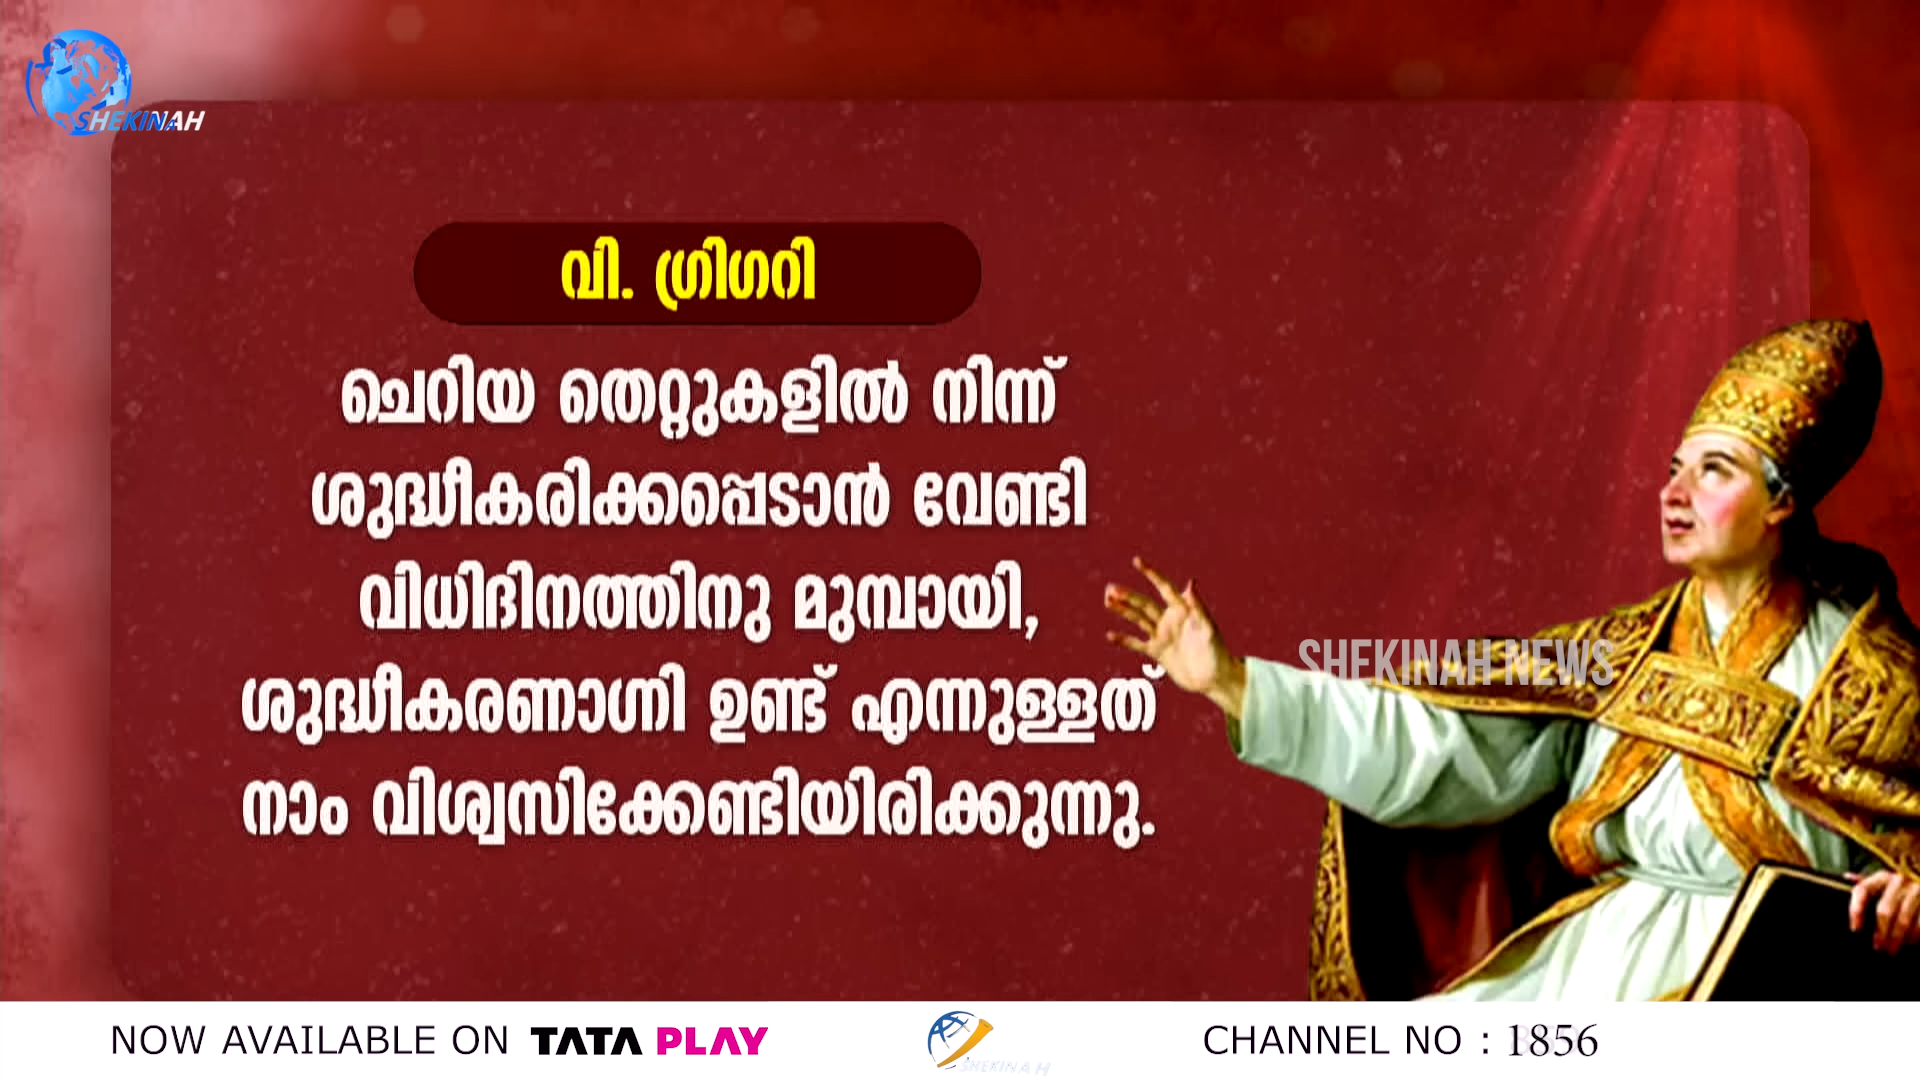 SHEKINAH
വി. ഗ്രിഗറി
ചെറിയ തെറ്റുകളിൽ നിന്ന്
ശുദ്ധീകരിക്കപ്പെടാൻ വേണ്ടി
വിധിദിനത്തിനു മുമ്പായി,
ശുദ്ധീകരണാഗ്നി ഉണ്ട് എന്നുള്ളത്
നാം വിശ്വസിക്കേണ്ടിയിരിക്കുന്നു.
SHEKINAH NEWS
NOW AVAILABLE ON TATA PLAY SHEKINAH CHANNEL NO : 1856